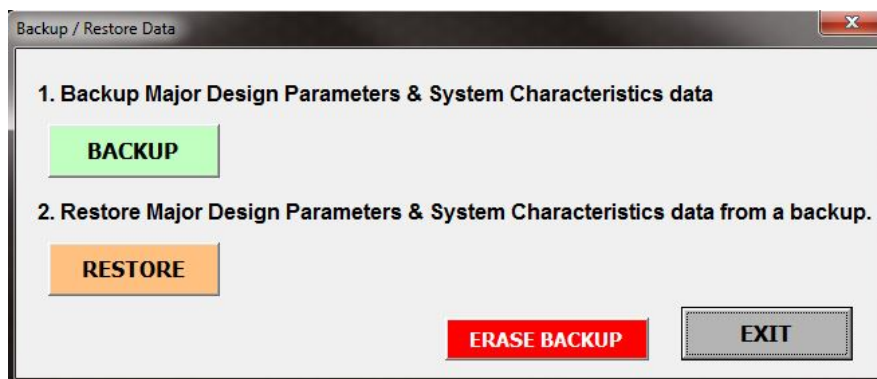 Backup / Restore Data
1. Backup Major Design Parameters & System Characteristics data
BACKUP
2. Restore Major Design Parameters & System Characteristics data from a backup.
RESTORE
ERASE BACKUP
EXIT